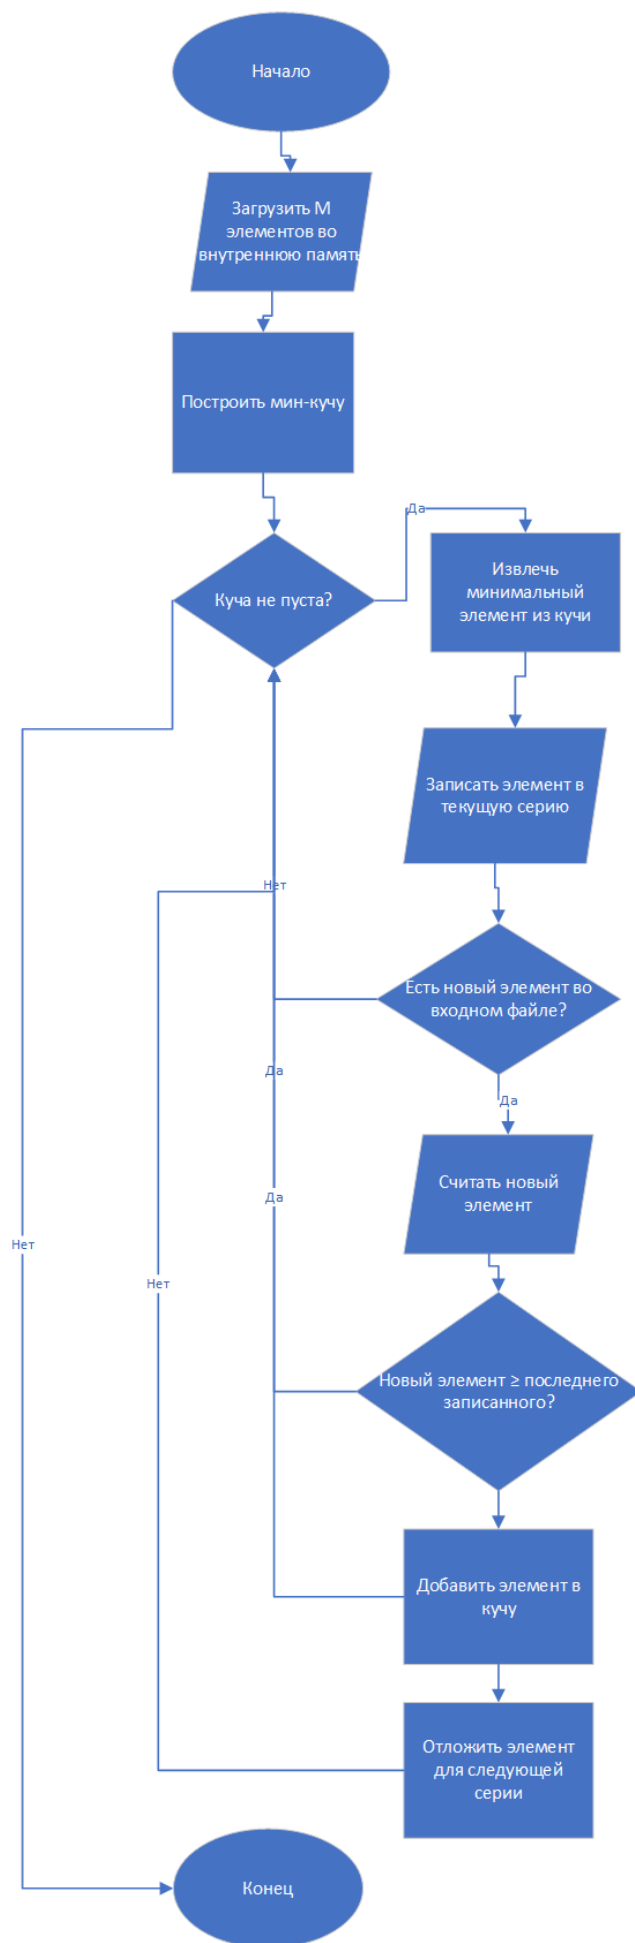 Начало
Загрузить М
элементов во
внутреннюю память
Построить мин-кучу
Да
Куча не пуста?
Извлечь
минимальный
элемент из кучи
Записать элемент в
текущую серию
Нет
Есть новый элемент во
входном файле?
Да
Да
Считать новый
элемент
Да
Нет
Нет
Новый элемент ≥ последнего
записанного?
Добавить элемент в
кучу
Отложить элемент
для следующей
серии
Конец